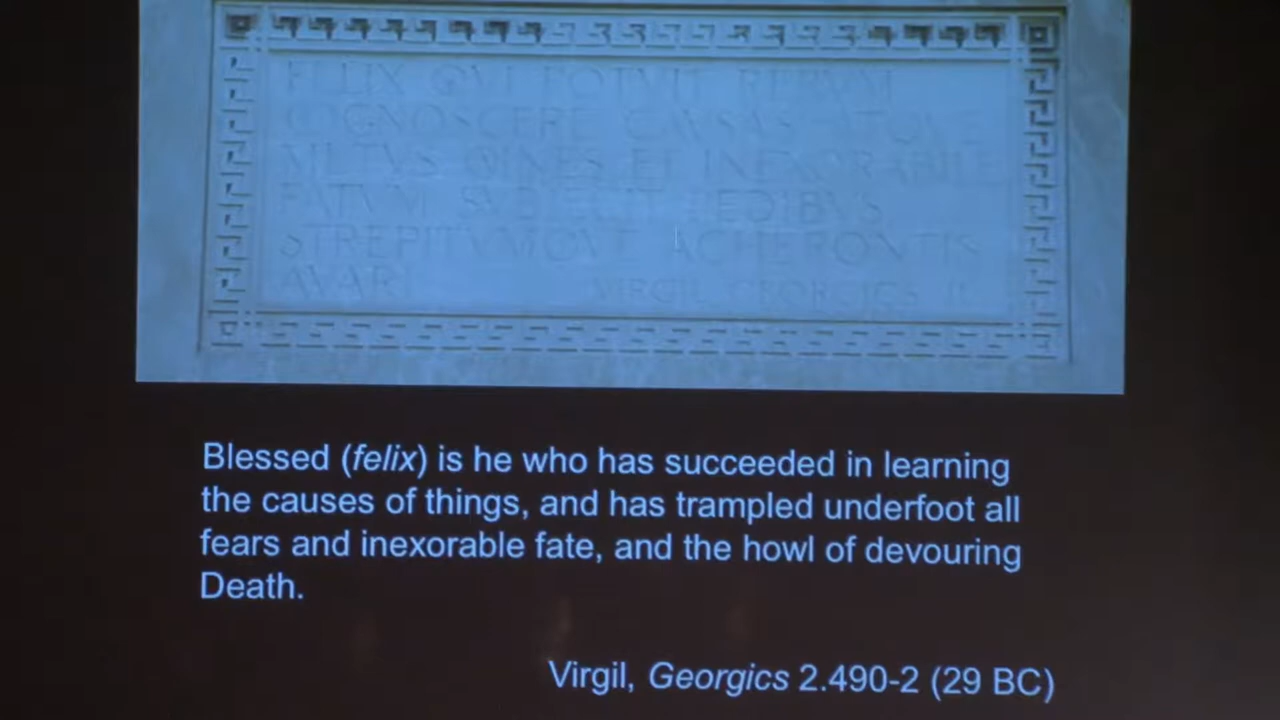 FELIX QVI POTVIT RERVM
COGNOSCERE CAVSAS ATQVE
METVS OMNES ET INEXORABILE
FATVM SVBIECIT PEDIBVS
STREPITVMQVE ACHERONTIS
AVARI VIRGIL GEORGICS II
Blessed (felix) is he who has succeeded in learning
the causes of things, and has trampled underfoot all
fears and inexorable fate, and the howl of devouring
Death.
Virgil, Georgics 2.490-2 (29 BC)